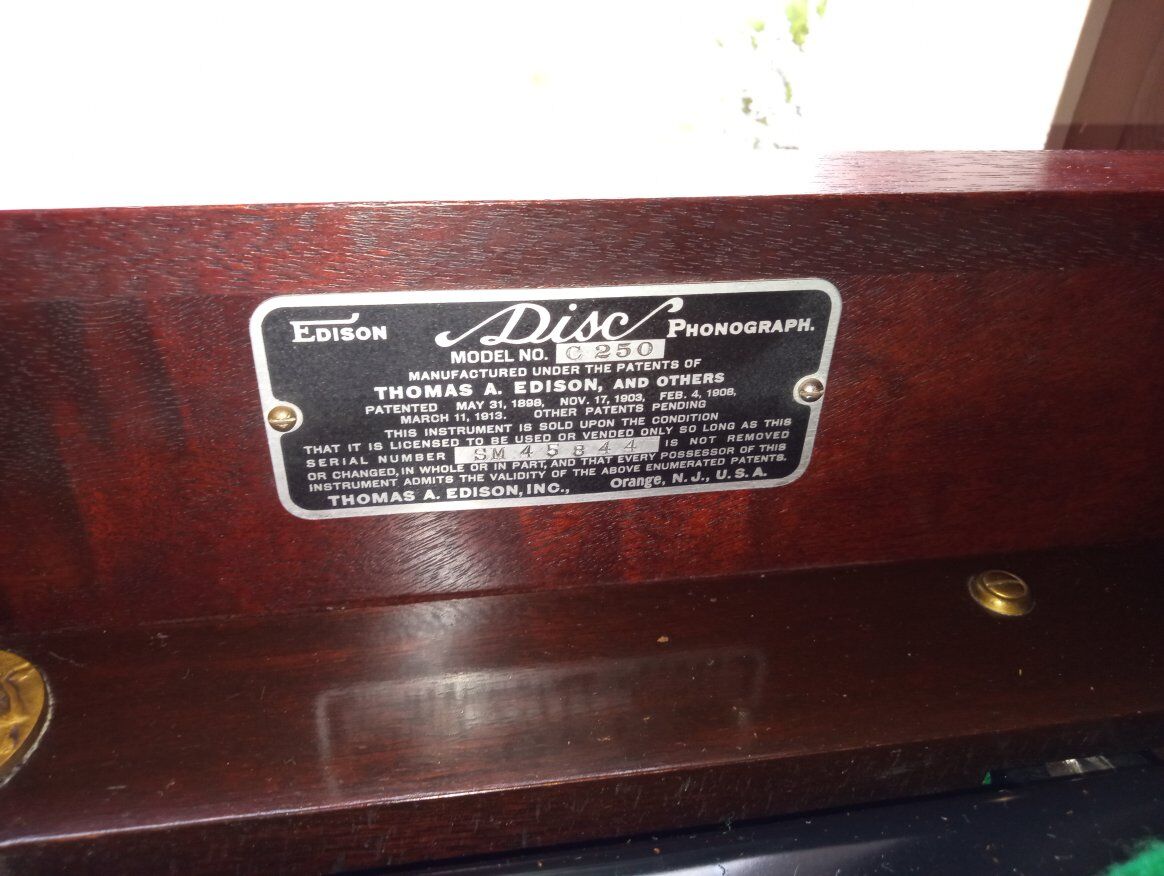 EDISON Disc PHONOGRAPH.
MODEL NO. C 250
MANUFACTURED UNDER THE PATENTS OF
THOMAS A. EDISON, AND OTHERS
PATENTED MAY 31, 1898, NOV. 17, 1903, FEB. 4, 1908,
MARCH 11, 1913. OTHER PATENTS PENDING
THIS INSTRUMENT IS SOLD UPON THE CONDITION
THAT IT IS LICENSED TO BE USED OR VENDED ONLY SO LONG AS THIS
SERIAL NUMBER SM 45844 IS NOT REMOVED
OR CHANGED, IN WHOLE OR IN PART, AND THAT EVERY POSSESSOR OF THIS
INSTRUMENT ADMITS THE VALIDITY OF THE ABOVE ENUMERATED PATENTS.
THOMAS A. EDISON, INC., Orange, N. J., U. S. A.